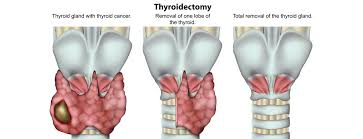 Thyroidectomy
Thyroid gland with thyroid cancer.
Removal of one lobe
of the thyroid.
Total removal of the thyroid gland.